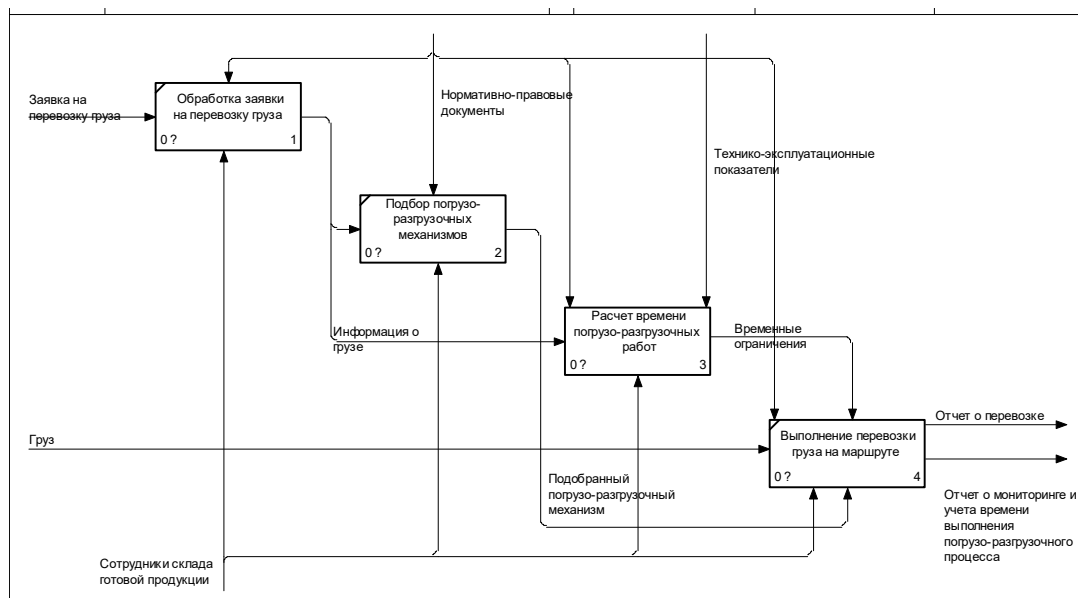 Заявка на
перевозку груза
Обработка заявки
на перевозку груза
0 ?
1
Нормативно-правовые
документы
Технико-эксплуатационные
показатели
Подбор погрузо-
разгрузочных
механизмов
0 ?
2
Информация о
грузе
Расчет времени
погрузо-разгрузочных
работ
0 ?
3
Временные
ограничения
Груз
Выполнение перевозки
груза на маршруте
0 ?
4
Отчет о перевозке
Подобранный
погрузо-разгрузочный
механизм
Отчет о мониторинге и
учета времени
выполнения
погрузо-разгрузочного
процесса
Сотрудники склада
готовой продукции